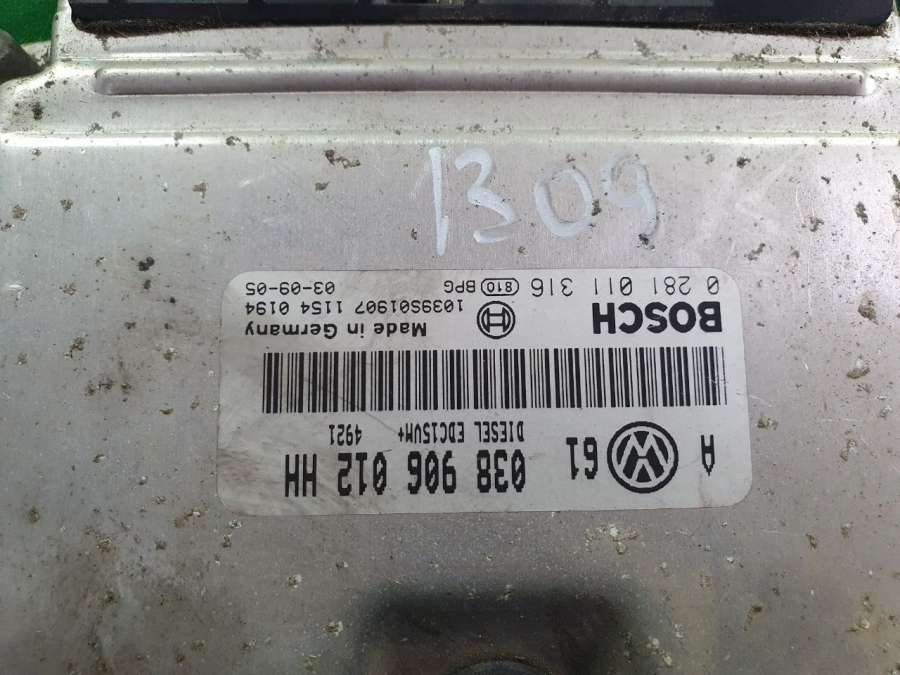 1309
A 61 038 906 012 HH
DIESEL EDC15VM+ 4921
BOSCH Made in Germany
1039S01907 1154 0194
0 281 011 316 810 BPG 03-09-05